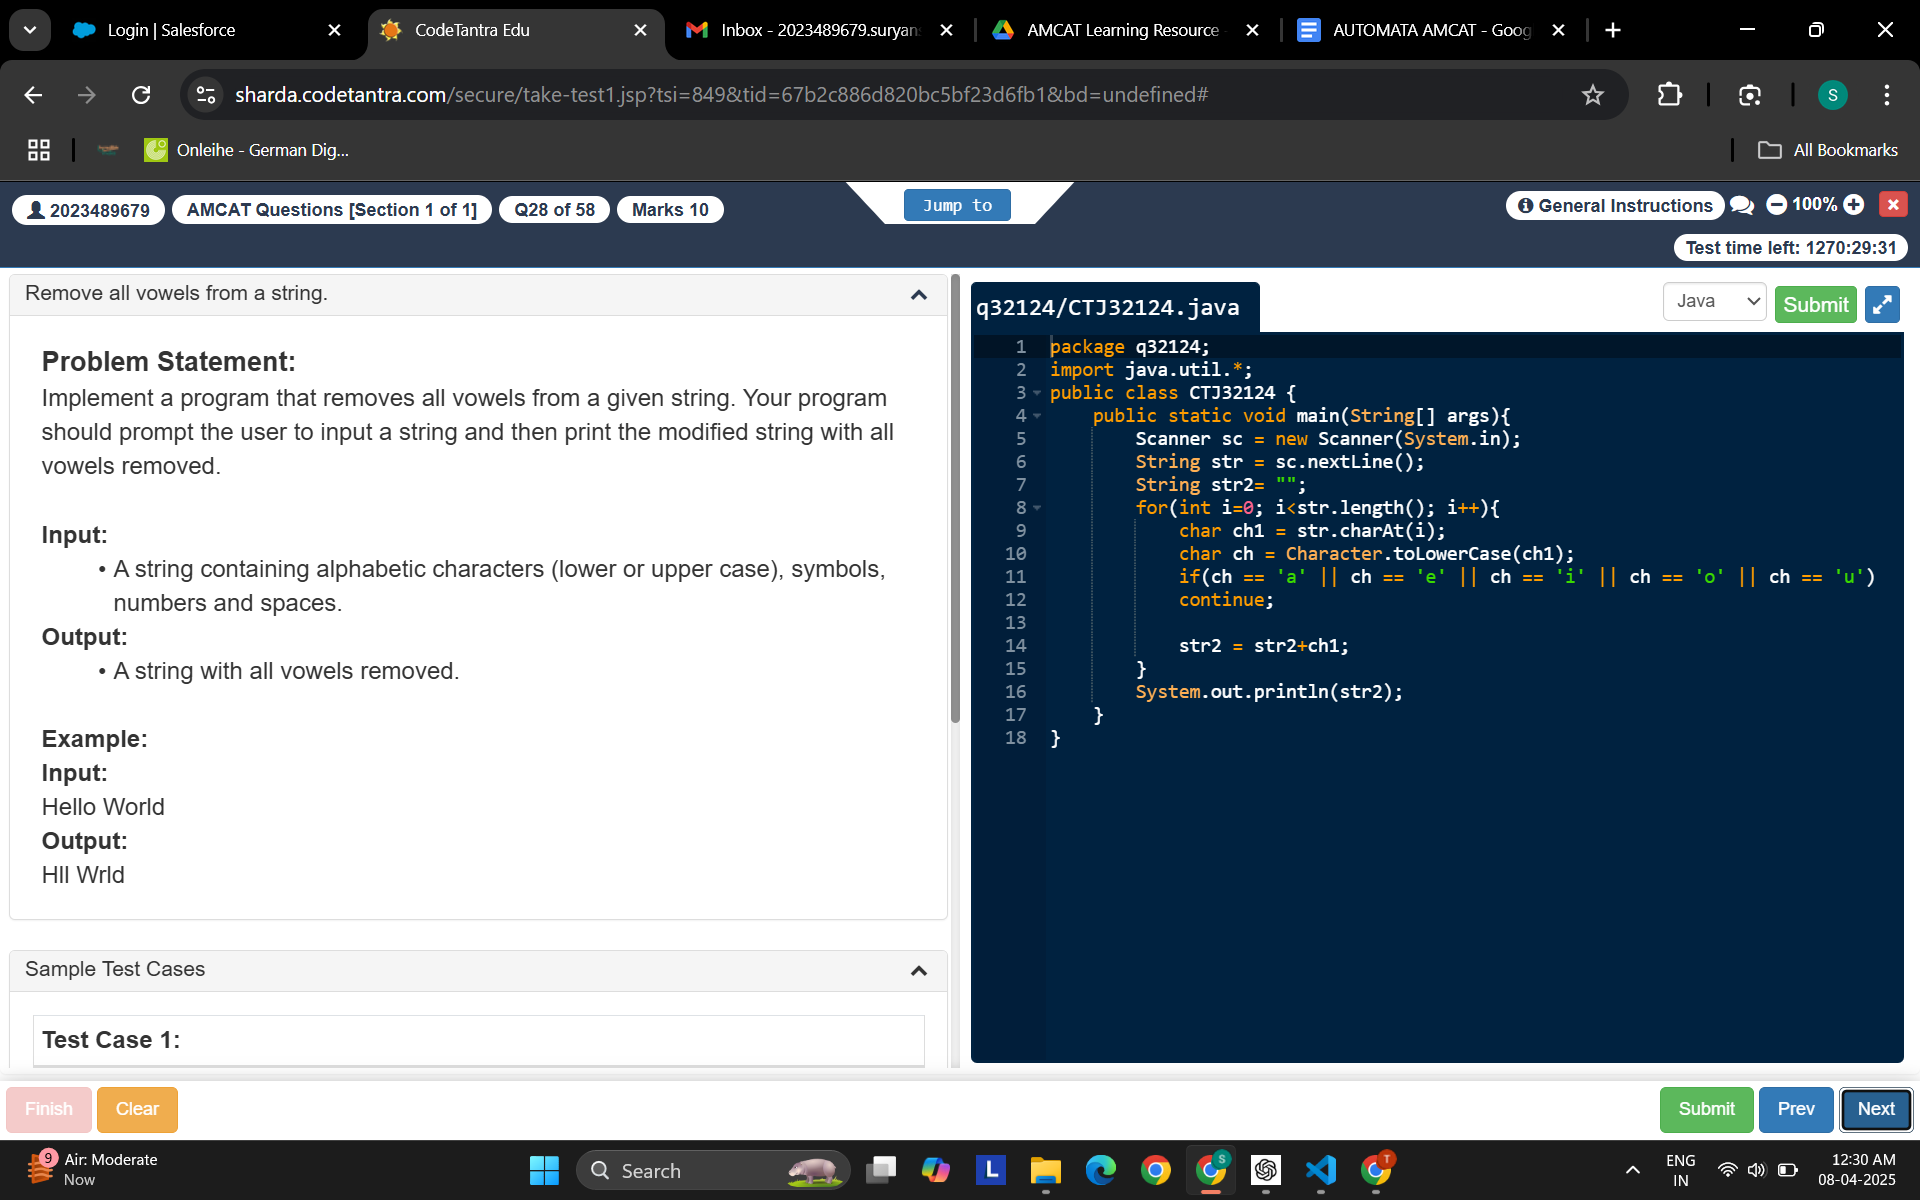 Login | Salesforce
CodeTantra Edu
Inbox - 2023489679.suryan
AMCAT Learning Resource
AUTOMATA AMCAT - Goog
sharda.codetantra.com/secure/take-test1.jsp?tsi=849&tid=67b2c886d820bc5bf23d6fb1&bd=undefined#
S
Onleihe - German Dig...
All Bookmarks
2023489679
AMCAT Questions [Section 1 of 1]
Q28 of 58
Marks 10
Jump to
General Instructions
100%
Test time left: 1270:29:31
Remove all vowels from a string.
Problem Statement:
Implement a program that removes all vowels from a given string. Your program
should prompt the user to input a string and then print the modified string with all
vowels removed.
Input:
• A string containing alphabetic characters (lower or upper case), symbols,
numbers and spaces.
Output:
• A string with all vowels removed.
Example:
Input:
Hello World
Output:
Hll Wrld
Sample Test Cases
Test Case 1:
q32124/CTJ32124.java
Java
Submit
1 package q32124;
2 import java.util.*;
3 public class CTJ32124 {
4 public static void main(String[] args){
5 Scanner sc = new Scanner(System.in);
6 String str = sc.nextLine();
7 String str2= "";
8 for(int i=0; i<str.length(); i++){
9 char ch1 = str.charAt(i);
10 char ch = Character.toLowerCase(ch1);
11 if(ch == 'a' || ch == 'e' || ch == 'i' || ch == 'o' || ch == 'u')
12 continue;
13
14 str2 = str2+ch1;
15 }
16 System.out.println(str2);
17 }
18 }
Finish
Clear
Submit
Prev
Next
9
Air: Moderate
Now
Search
L
S
T
ENG
IN
12:30 AM
08-04-2025